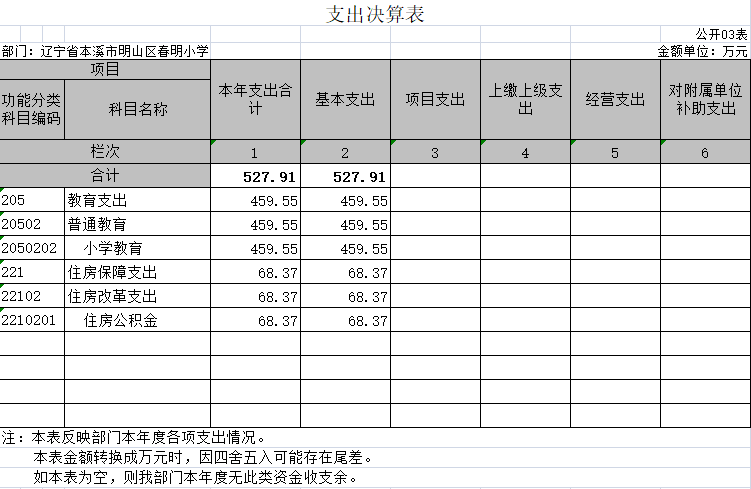 支出决算表
公开03表
部门：辽宁省本溪市明山区春明小学 金额单位：万元
项目
功能分类科目编码 科目名称 本年支出合计 基本支出 项目支出 上缴上级支出 经营支出 对附属单位补助支出
栏次 1 2 3 4 5 6
合计 527.91 527.91
205 教育支出 459.55 459.55
20502 普通教育 459.55 459.55
2050202 小学教育 459.55 459.55
221 住房保障支出 68.37 68.37
22102 住房改革支出 68.37 68.37
2210201 住房公积金 68.37 68.37
注：本表反映部门本年度各项支出情况。
本表金额转换成万元时，因四舍五入可能存在尾差。
如本表为空，则我部门本年度无此类资金收支余。